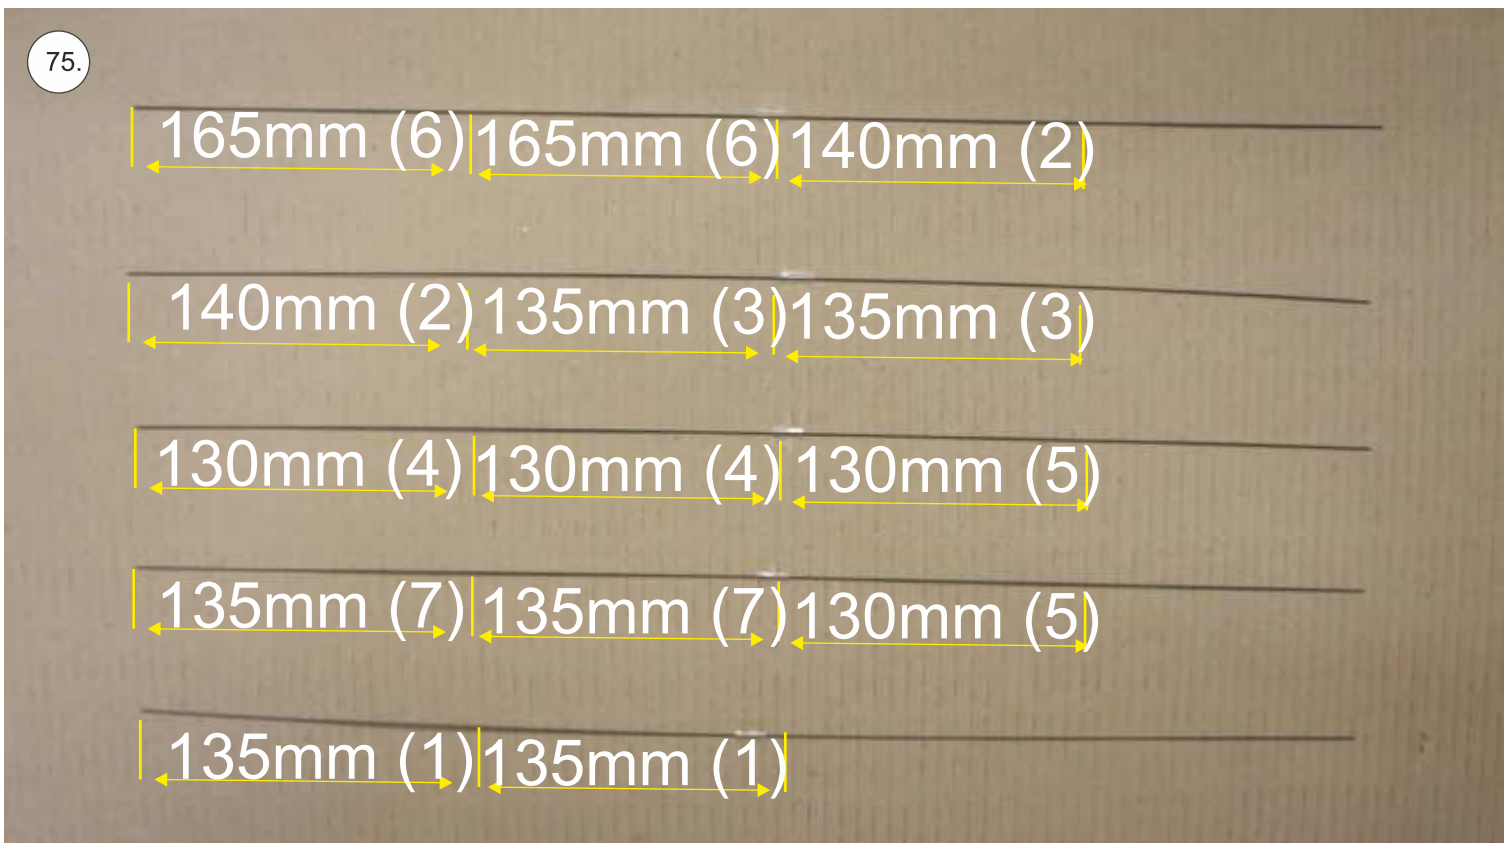 75.
165mm (6) 165mm (6) 140mm (2)
140mm (2) 135mm (3) 135mm (3)
130mm (4) 130mm (4) 130mm (5)
135mm (7) 135mm (7) 130mm (5)
135mm (1) 135mm (1)